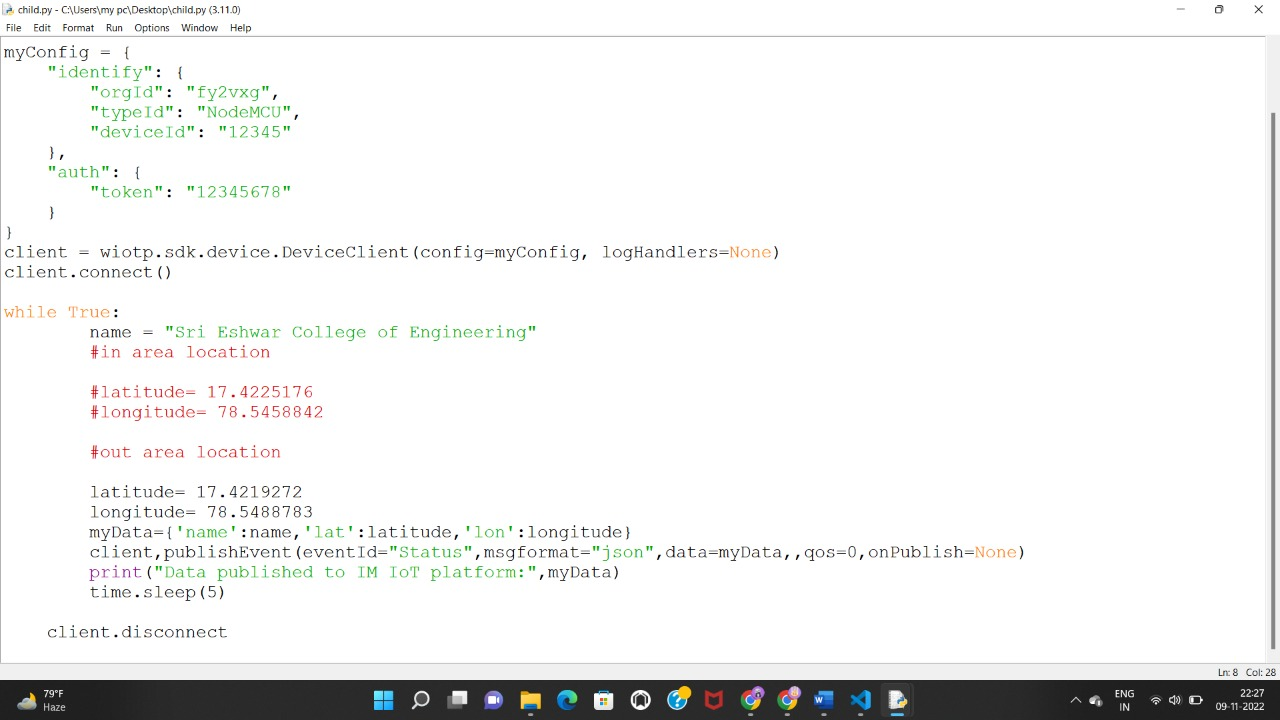 child.py - C:\Users\my pc\Desktop\child.py (3.11.0)
File Edit Format Run Options Window Help
myConfig = {
    "identify": {
        "orgId": "fy2vxg",
        "typeId": "NodeMCU",
        "deviceId": "12345"
    },
    "auth": {
        "token": "12345678"
    }
}
client = wiotp.sdk.device.DeviceClient(config=myConfig, logHandlers=None)
client.connect()
while True:
        name = "Sri Eshwar College of Engineering"
        #in area location
        #latitude= 17.4225176
        #longitude= 78.5458842
        #out area location
        latitude= 17.4219272
        longitude= 78.5488783
        myData={'name':name,'lat':latitude,'lon':longitude}
        client,publishEvent(eventId="Status",msgformat="json",data=myData,,qos=0,onPublish=None)
        print("Data published to IM IoT platform:",myData)
        time.sleep(5)
    client.disconnect
Ln: 8 Col: 28
79°F
Haze
ENG
IN
22:27
09-11-2022